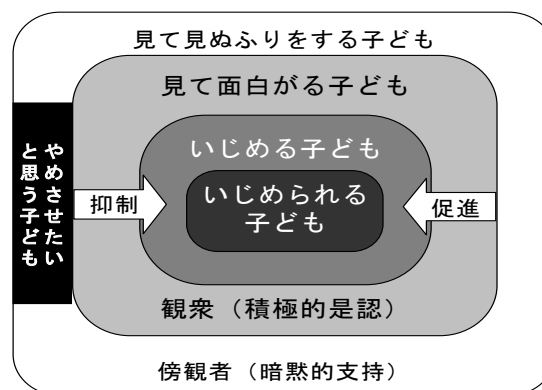 見て見ぬふりをする子ども
見て面白がる子ども
いじめる子ども
いじめられる
子ども
やめさせたい
と思う子ども
抑制
促進
観衆（積極的是認）
傍観者（暗黙的支持）